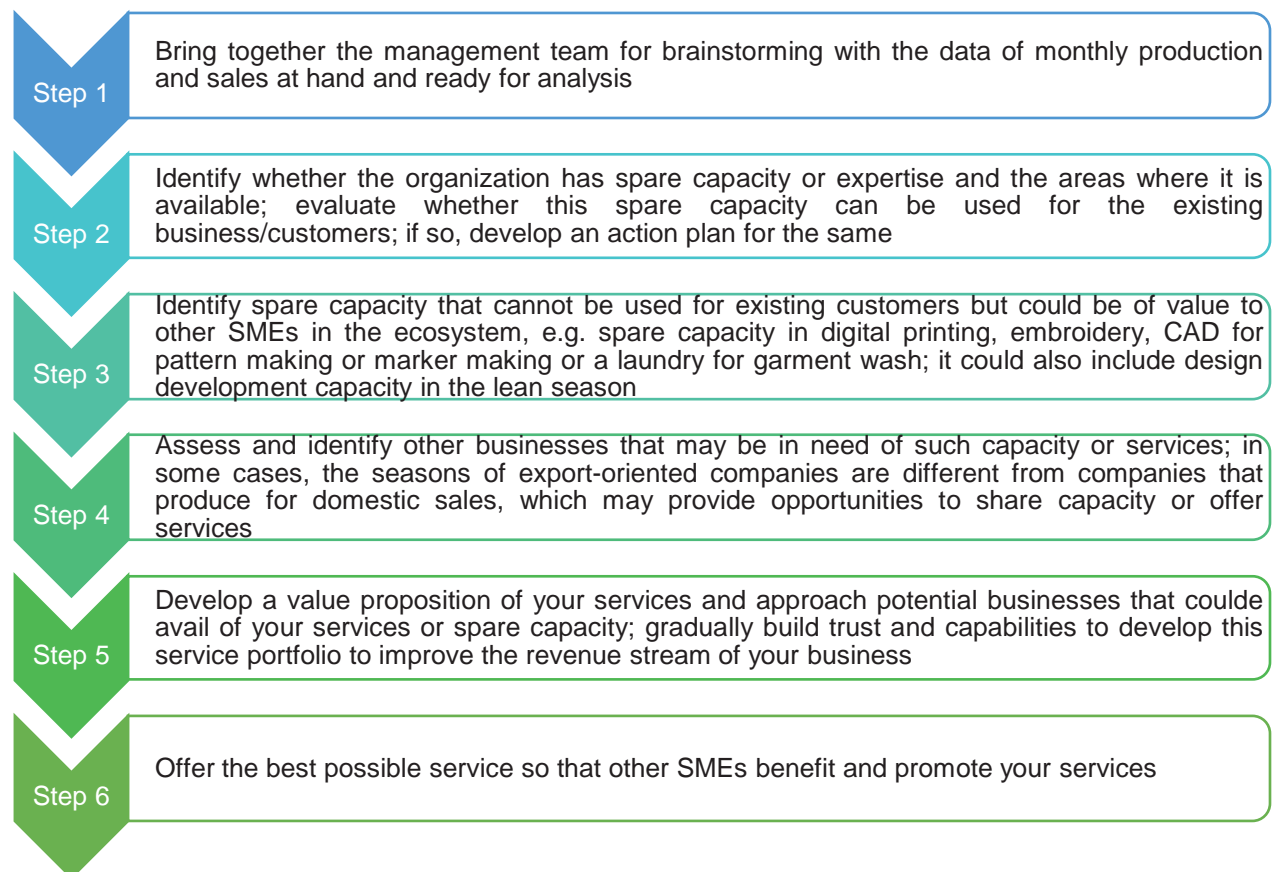 Step 1
Bring together the management team for brainstorming with the data of monthly production
and sales at hand and ready for analysis
Step 2
Identify whether the organization has spare capacity or expertise and the areas where it is
available; evaluate whether this spare capacity can be used for the existing
business/customers; if so, develop an action plan for the same
Step 3
Identify spare capacity that cannot be used for existing customers but could be of value to
other SMEs in the ecosystem, e.g. spare capacity in digital printing, embroidery, CAD for
pattern making or marker making or a laundry for garment wash; it could also include design
development capacity in the lean season
Step 4
Assess and identify other businesses that may be in need of such capacity or services; in
some cases, the seasons of export-oriented companies are different from companies that
produce for domestic sales, which may provide opportunities to share capacity or offer
services
Step 5
Develop a value proposition of your services and approach potential businesses that coulde
avail of your services or spare capacity; gradually build trust and capabilities to develop this
service portfolio to improve the revenue stream of your business
Step 6
Offer the best possible service so that other SMEs benefit and promote your services